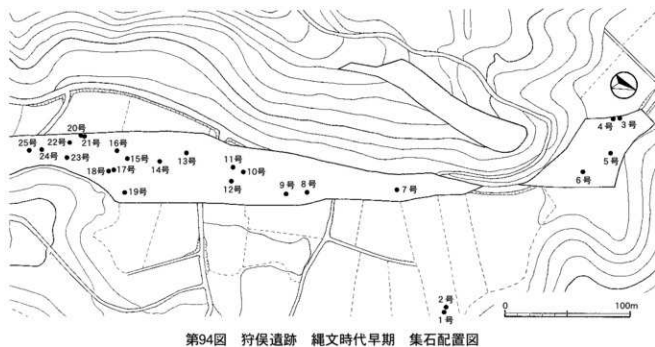 4号 3号
20号
25号 22号 21号 16号
24号 23号 15号 13号
5号
18号 17号 14号 11号 10号
6号
19号 12号 9号 8号 7号
2号
1号
0 100m
第94図 狩俣遺跡 縄文時代早期 集石配置図